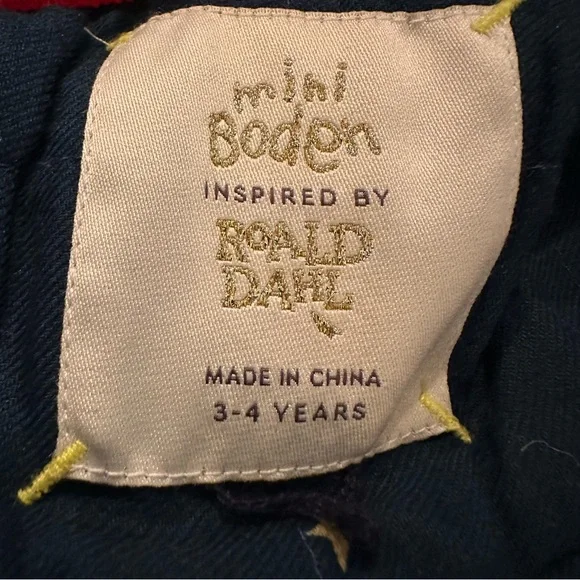 mini
Boden
INSPIRED BY
ROALD
DAHL
MADE IN CHINA
3-4 YEARS